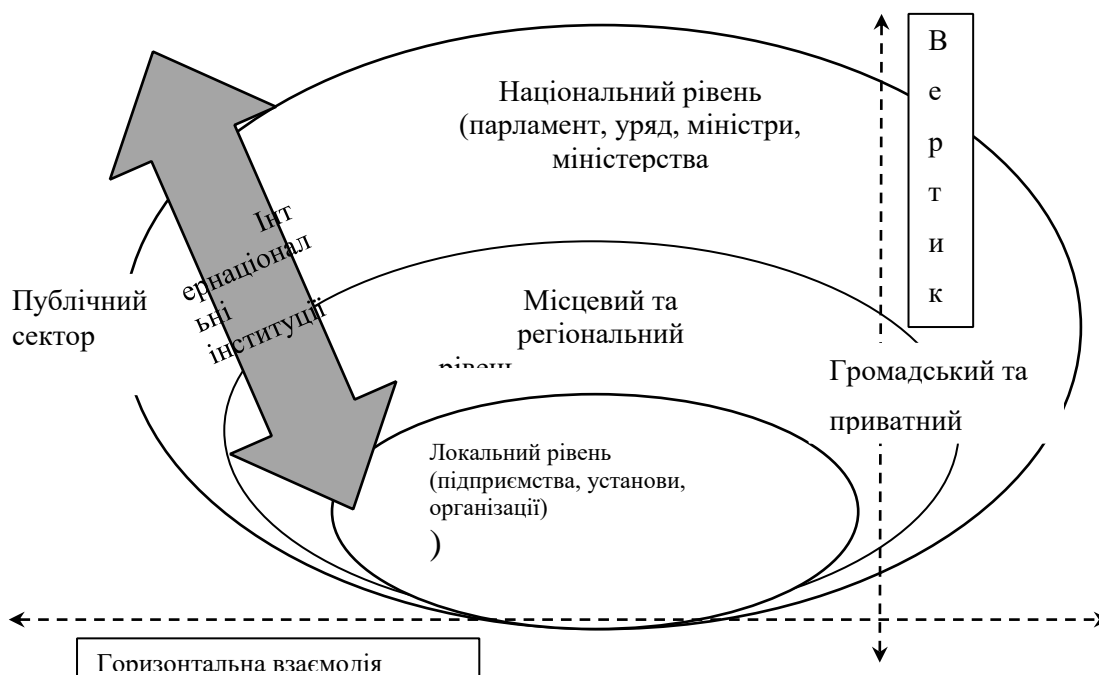 Національний рівень
(парламент, уряд, міністри,
міністерства
В
е
р
т
и
к
Інт
ернаціонал
ьні
інституції
Публічний
сектор
Місцевий та
регіональний
рівень
Громадський та
приватний
Локальний рівень
(підприємства, установи,
організації)
)
Горизонтальна взаємодія